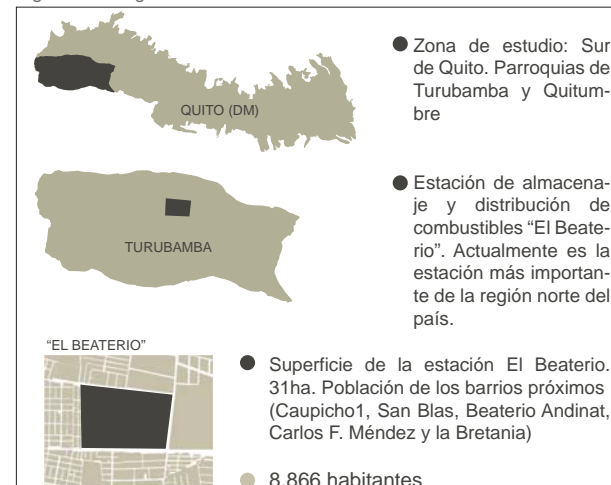 QUITO (DM)
Zona de estudio: Sur
de Quito. Parroquias de
Turubamba y Quitum-
bre
TURUBAMBA
Estación de almacena-
je y distribución de
combustibles “El Beate-
rio”. Actualmente es la
estación más importan-
te de la región norte del
país.
“EL BEATERIO”
Superficie de la estación El Beaterio.
31ha. Población de los barrios próximos
(Caupicho1, San Blas, Beaterio Andinat,
Carlos F. Méndez y la Bretania)
8.866 habitantes